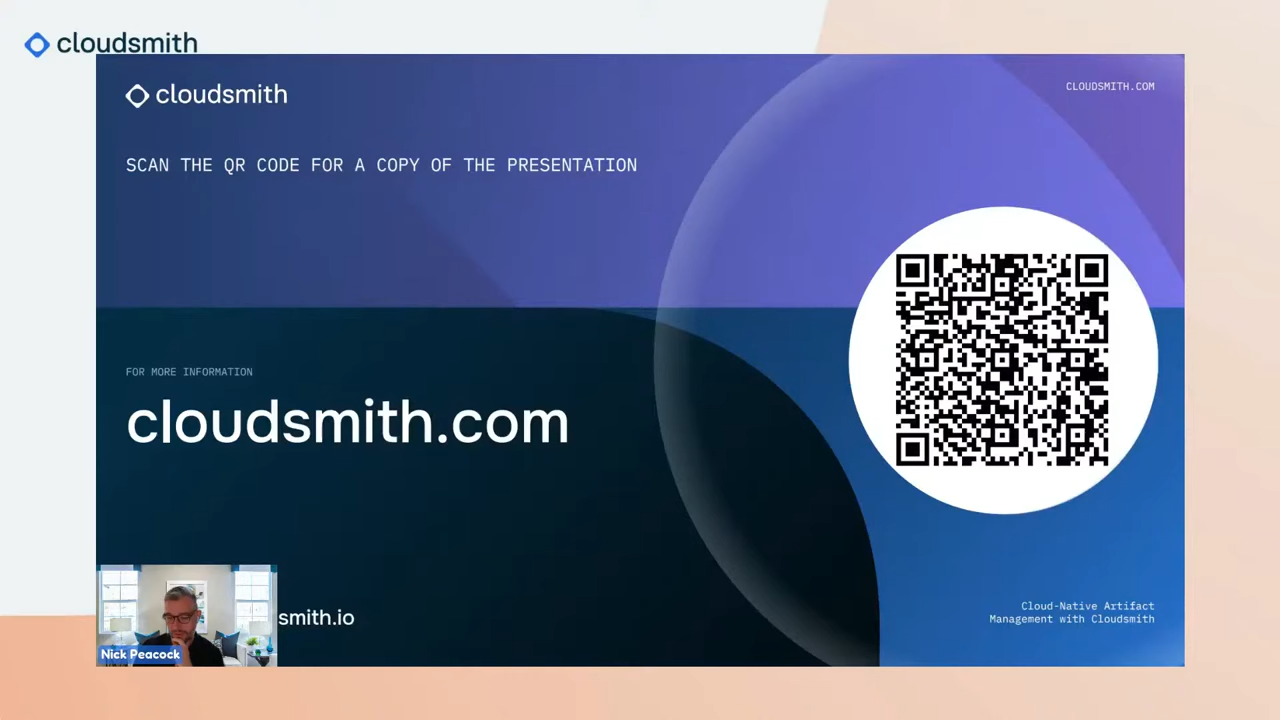 cloudsmith
cloudsmith
CLOUDSMITH.COM
SCAN THE QR CODE FOR A COPY OF THE PRESENTATION
FOR MORE INFORMATION
cloudsmith.com
smith.io
Nick Peacock
Cloud-Native Artifact
Management with Cloudsmith